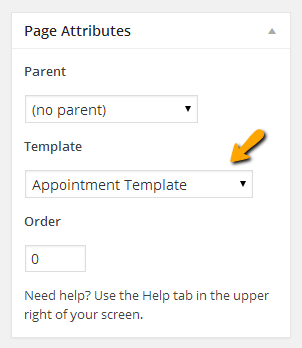 Page Attributes
Parent
(no parent)
Template
Appointment Template
Order
0
Need help? Use the Help tab in the upper
right of your screen.